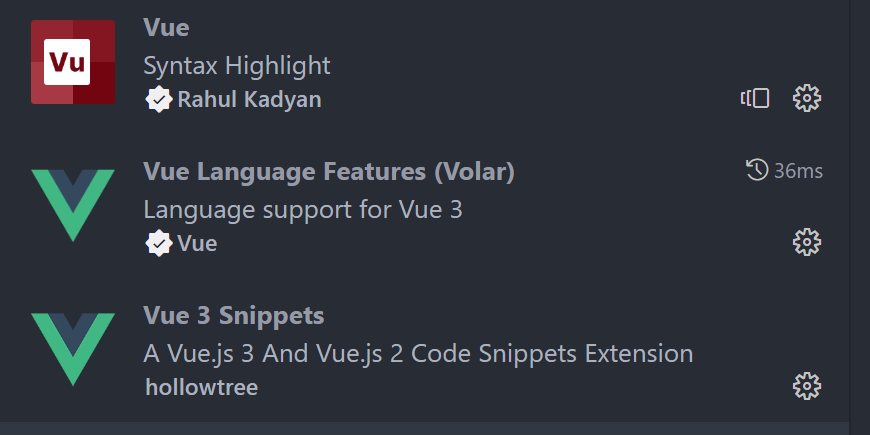 Vue
Vu
Syntax Highlight
Rahul Kadyan
Vue Language Features (Volar)
36ms
Language support for Vue 3
Vue
Vue 3 Snippets
A Vue.js 3 And Vue.js 2 Code Snippets Extension
hollowtree